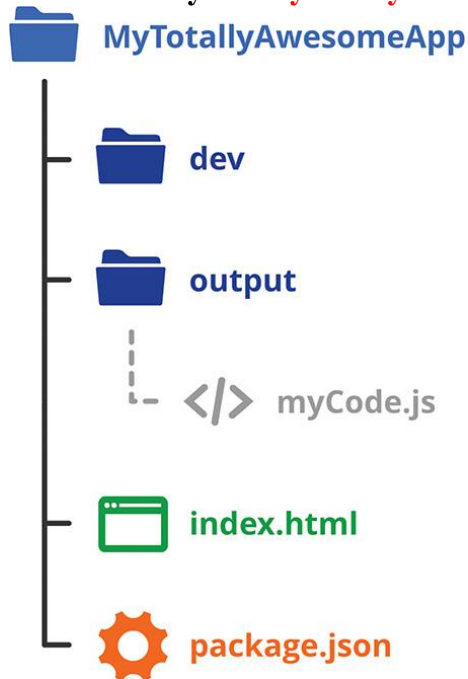 MyTotallyAwesomeApp
dev
output
</> myCode.js
index.html
package.json